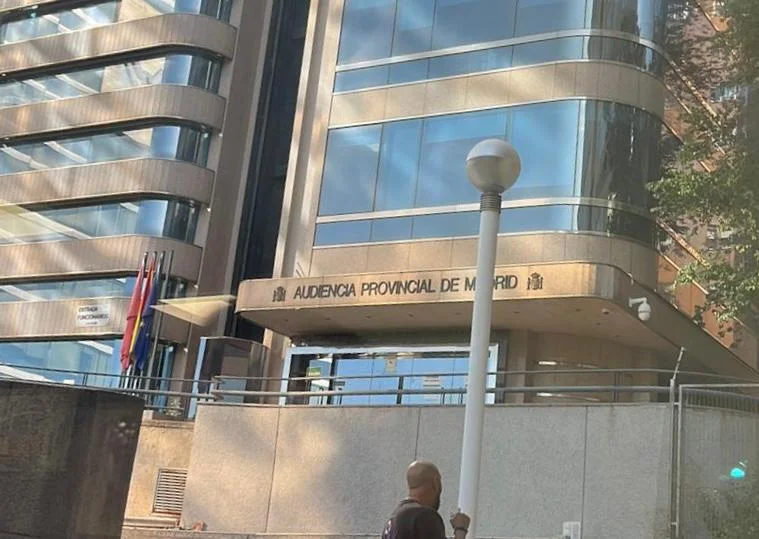 AUDIENCIA PROVINCIAL DE MADRID
ENTRADA
FUNCIONARIOS